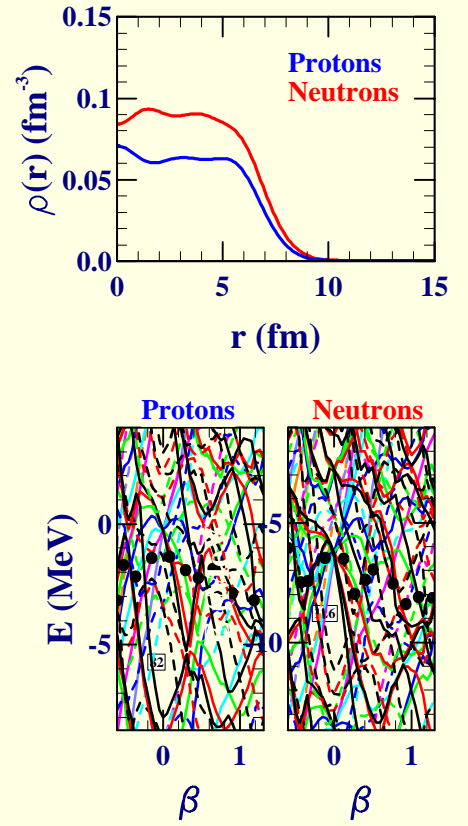 0.15
Protons
Neutrons
0.10
0.05
0.0
ρ(r) (fm⁻³)
0 5 10 15
r (fm)
Protons Neutrons
0 -5
E (MeV)
82
-5
0 1 0 1
β β